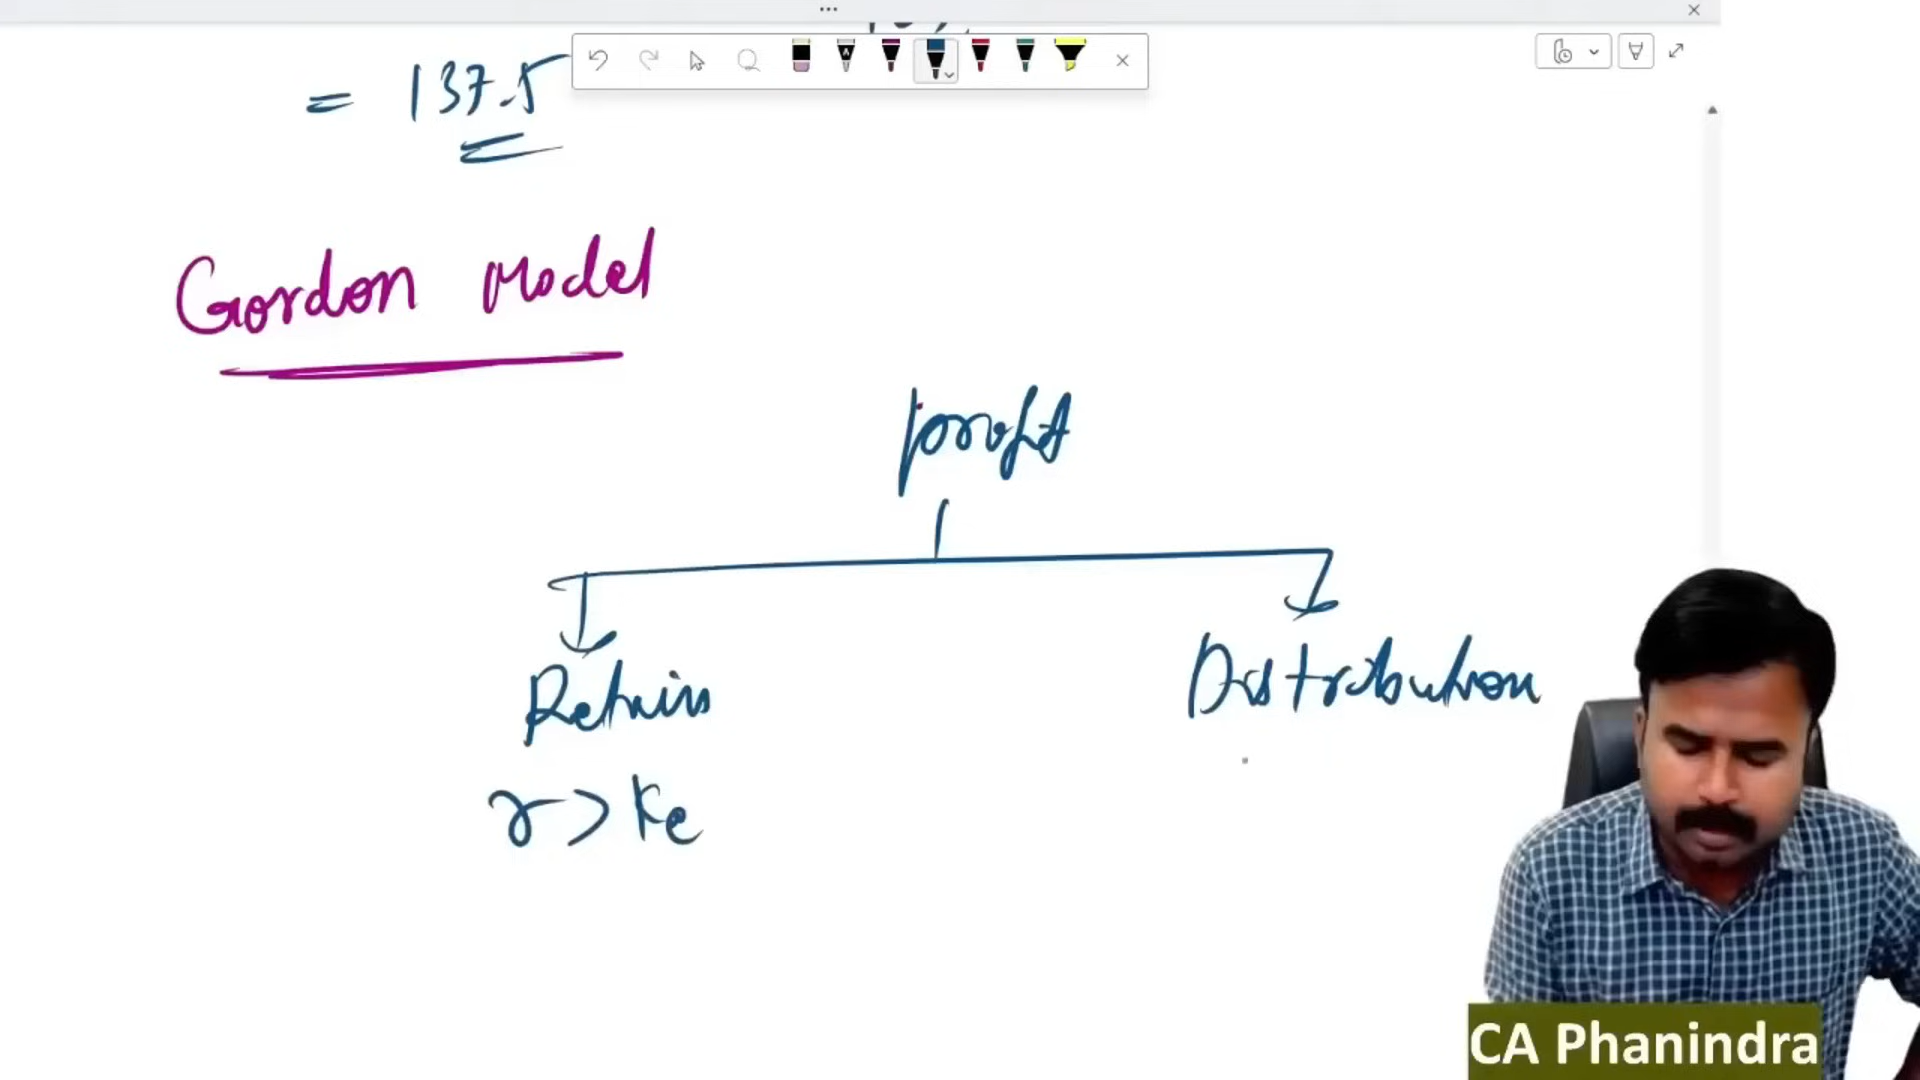 = 137.5
Gordon Model
profit
Retain
Distribution
r > Ke
CA Phanindra